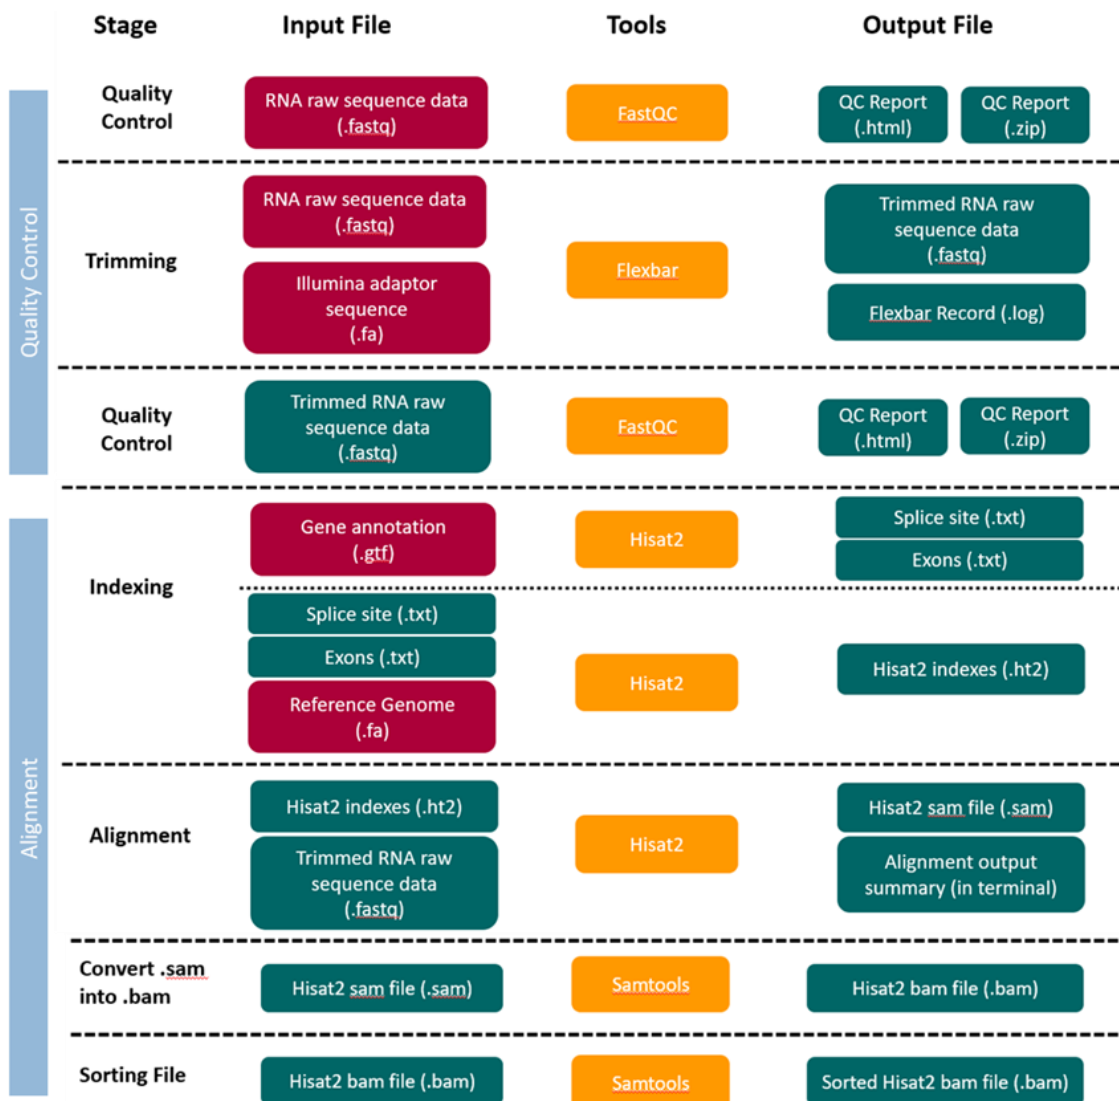 Stage
Input File
Tools
Output File
Quality Control
Quality
Control
RNA raw sequence data
(.fastq)
FastQC
QC Report
(.html)
QC Report
(.zip)
Trimming
RNA raw sequence data
(.fastq)
Illumina adaptor
sequence
(.fa)
Flexbar
Trimmed RNA raw
sequence data
(.fastq)
Flexbar Record (.log)
Quality
Control
Trimmed RNA raw
sequence data
(.fastq)
FastQC
QC Report
(.html)
QC Report
(.zip)
Alignment
Indexing
Gene annotation
(.gtf)
Hisat2
Splice site (.txt)
Exons (.txt)
Splice site (.txt)
Exons (.txt)
Reference Genome
(.fa)
Hisat2
Hisat2 indexes (.ht2)
Alignment
Hisat2 indexes (.ht2)
Trimmed RNA raw
sequence data
(.fastq)
Hisat2
Hisat2 sam file (.sam)
Alignment output
summary (in terminal)
Convert .sam
into .bam
Hisat2 sam file (.sam)
Samtools
Hisat2 bam file (.bam)
Sorting File
Hisat2 bam file (.bam)
Samtools
Sorted Hisat2 bam file (.bam)